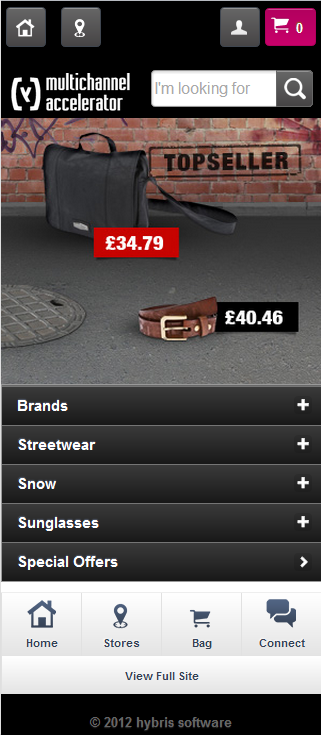 0
multichannel
accelerator
I'm looking for
TOPSELLER
£34.79
£40.46
Brands
Streetwear
Snow
Sunglasses
Special Offers
Home Stores Bag Connect
View Full Site
© 2012 hybris software